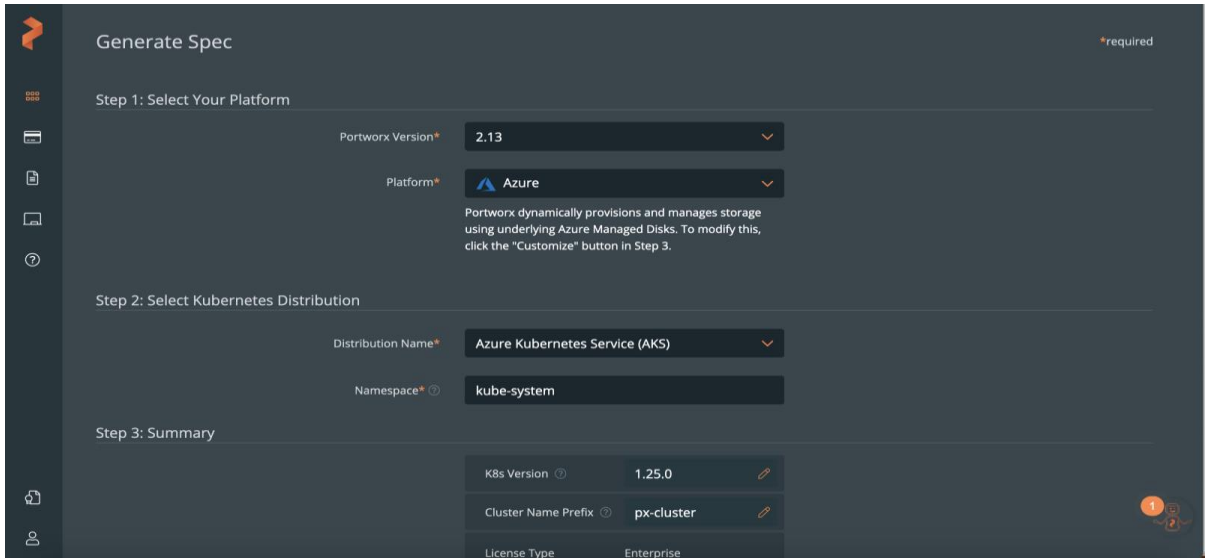 Generate Spec
*required
Step 1: Select Your Platform
Portworx Version*
2.13
Platform*
Azure
Portworx dynamically provisions and manages storage
using underlying Azure Managed Disks. To modify this,
click the "Customize" button in Step 3.
Step 2: Select Kubernetes Distribution
Distribution Name*
Azure Kubernetes Service (AKS)
Namespace*
kube-system
Step 3: Summary
K8s Version
1.25.0
Cluster Name Prefix
px-cluster
1
License Type
Enterprise